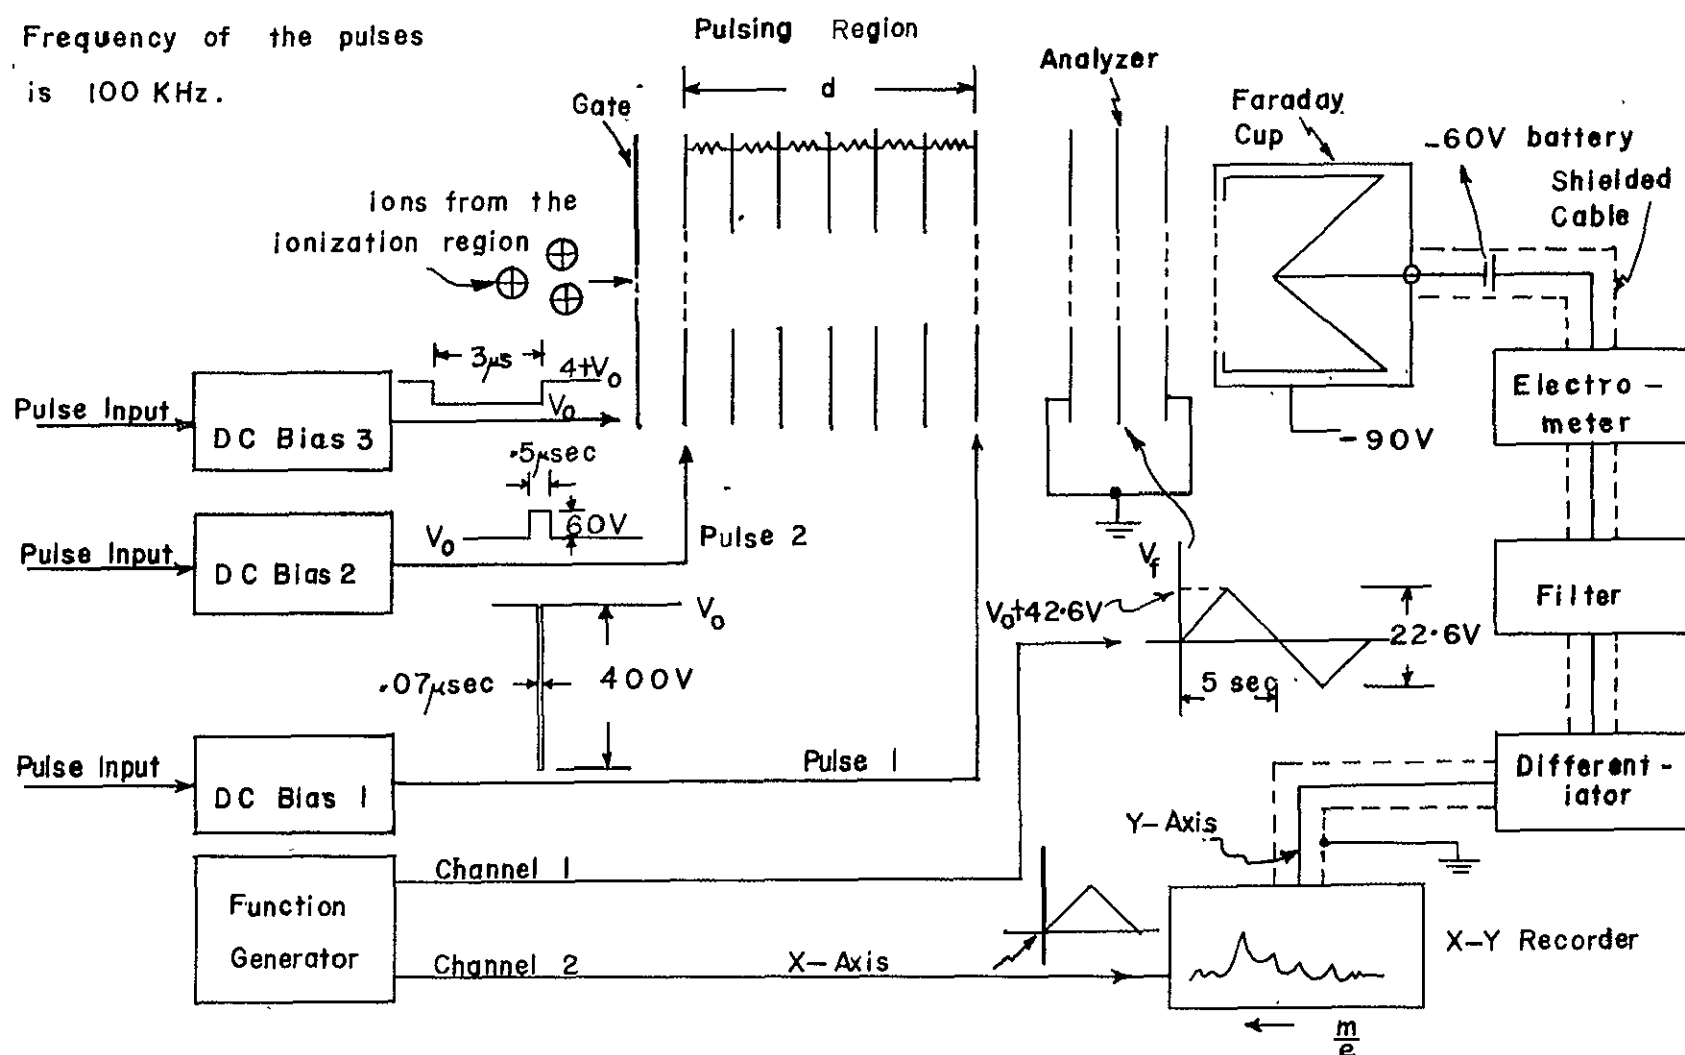 Frequency of the pulses
is 100 KHz.
Pulsing Region
d
Gate
Analyzer
Faraday
Cup
-60V battery
Shielded
Cable
ions from the
ionization region
3μs
4+V₀
V₀
Pulse Input
DC Bias 3
.5μsec
60V
V₀
Pulse Input
DC Bias 2
Pulse 2
V₀
.07μsec
400V
Pulse Input
DC Bias 1
Pulse 1
-90V
Electro-
meter
Filter
Different-
iator
V_f
V₀+42.6V
22.6V
5 sec
Y-Axis
Function
Generator
Channel 1
Channel 2
X-Axis
X-Y Recorder
m
e